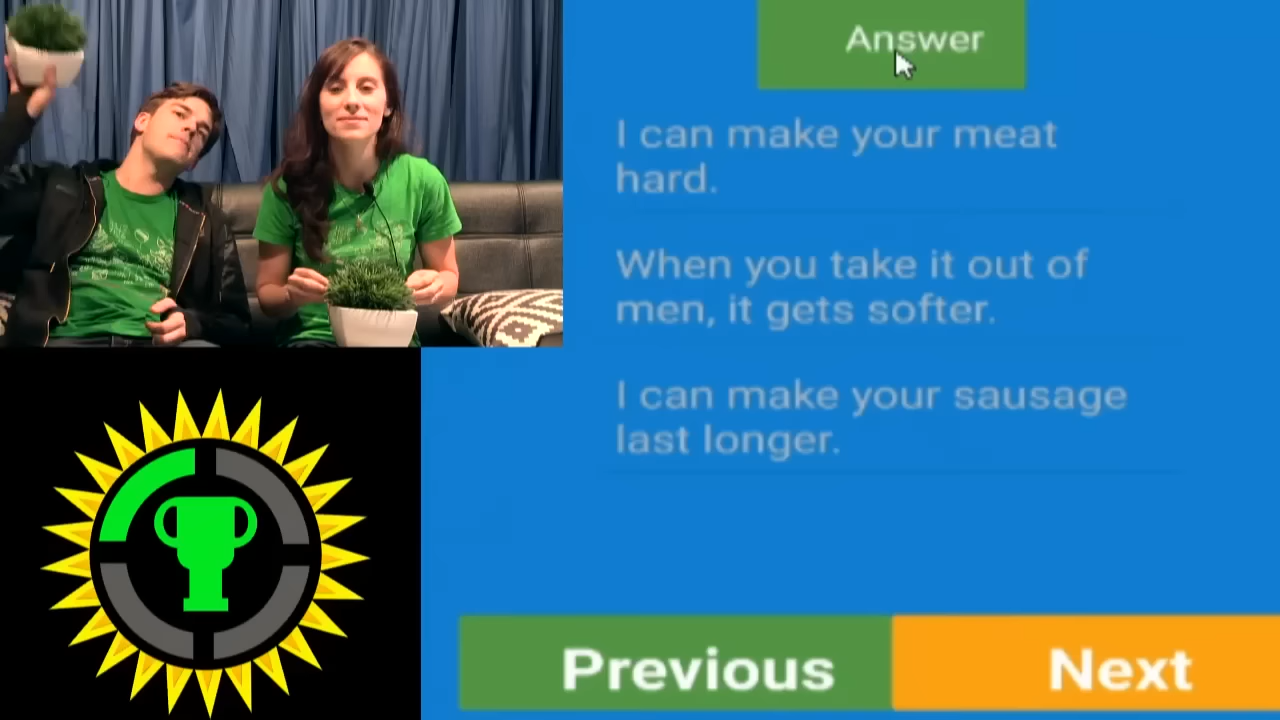 Answer
I can make your meat
hard.
When you take it out of
men, it gets softer.
I can make your sausage
last longer.
Previous
Next